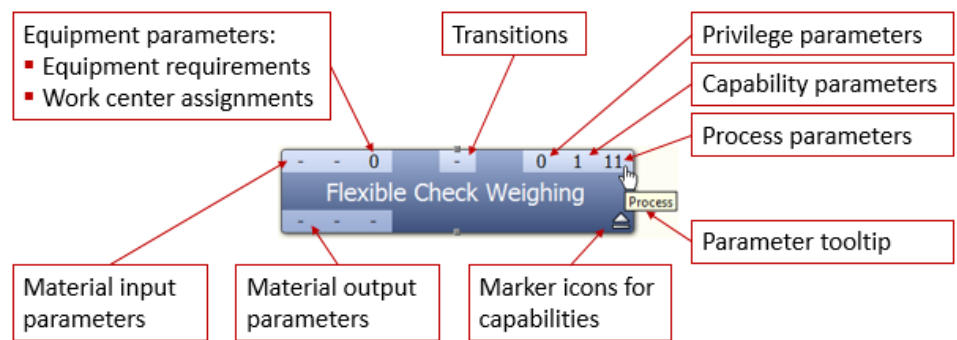 Equipment parameters:
▪ Equipment requirements
▪ Work center assignments
Transitions
Privilege parameters
Capability parameters
Process parameters
- - 0 - 0 1 11
Flexible Check Weighing
Process
- - -
Parameter tooltip
Material input
parameters
Material output
parameters
Marker icons for
capabilities